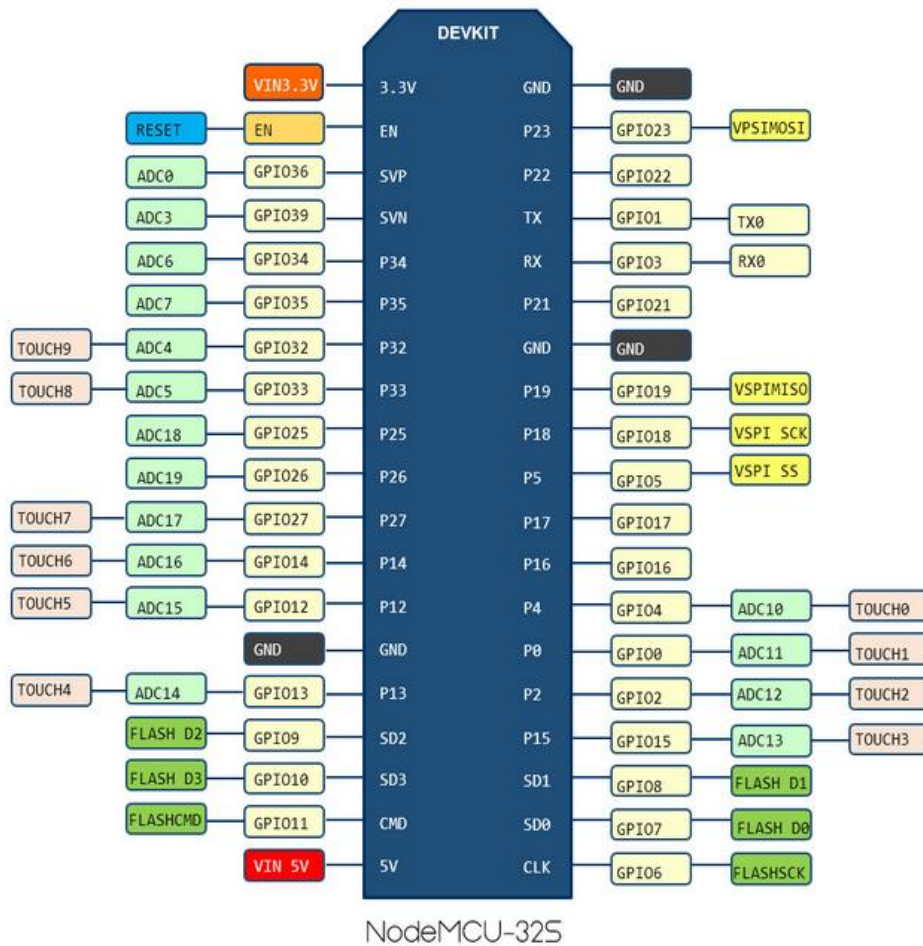 DEVKIT
VIN3.3V 3.3V GND GND
RESET EN EN P23 GPIO23 VPSIMOSI
ADC0 GPIO36 SVP P22 GPIO22
ADC3 GPIO39 SVN TX GPIO1 TX0
ADC6 GPIO34 P34 RX GPIO3 RX0
ADC7 GPIO35 P35 P21 GPIO21
TOUCH9 ADC4 GPIO32 P32 GND GND
TOUCH8 ADC5 GPIO33 P33 P19 GPIO19 VSPIMISO
ADC18 GPIO25 P25 P18 GPIO18 VSPI SCK
ADC19 GPIO26 P26 P5 GPIO5 VSPI SS
TOUCH7 ADC17 GPIO27 P27 P17 GPIO17
TOUCH6 ADC16 GPIO14 P14 P16 GPIO16
TOUCH5 ADC15 GPIO12 P12 P4 GPIO4 ADC10 TOUCH0
GND GND P0 GPIO0 ADC11 TOUCH1
TOUCH4 ADC14 GPIO13 P13 P2 GPIO2 ADC12 TOUCH2
FLASH D2 GPIO9 SD2 P15 GPIO15 ADC13 TOUCH3
FLASH D3 GPIO10 SD3 SD1 GPIO8 FLASH D1
FLASHCMD GPIO11 CMD SD0 GPIO7 FLASH D0
VIN 5V 5V CLK GPIO6 FLASHSCK
NodeMCU-32S